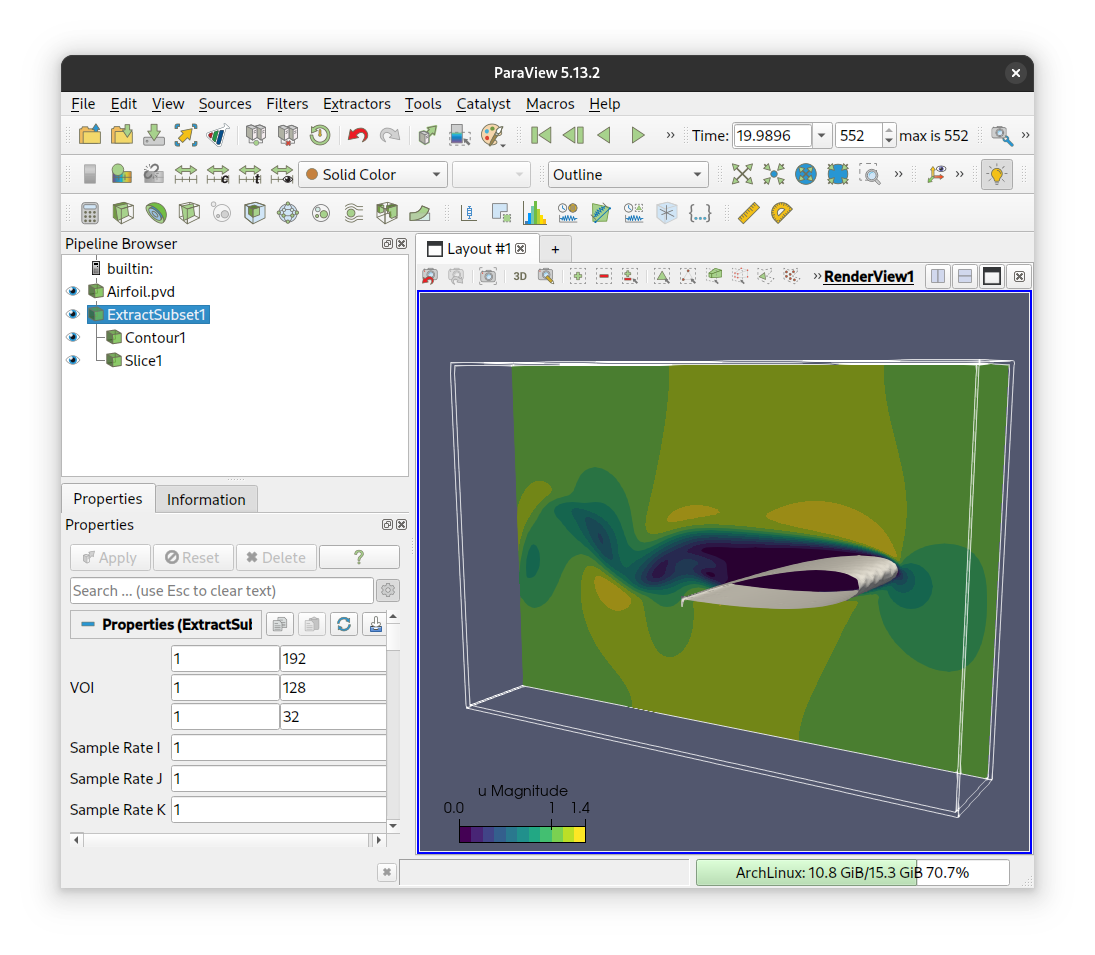 ParaView 5.13.2
File Edit View Sources Filters Extractors Tools Catalyst Macros Help
Time: 19.9896 552 max is 552
Solid Color Outline
Pipeline Browser
builtin:
Airfoil.pvd
ExtractSubset1
Contour1
Slice1
Properties Information
Properties
Apply Reset Delete ?
Search ... (use Esc to clear text)
Properties (ExtractSul
1 192
VOI 1 128
1 32
Sample Rate I 1
Sample Rate J 1
Sample Rate K 1
Layout #1 +
3D RenderView1
u Magnitude
0.0 1 1.4
ArchLinux: 10.8 GiB/15.3 GiB 70.7%